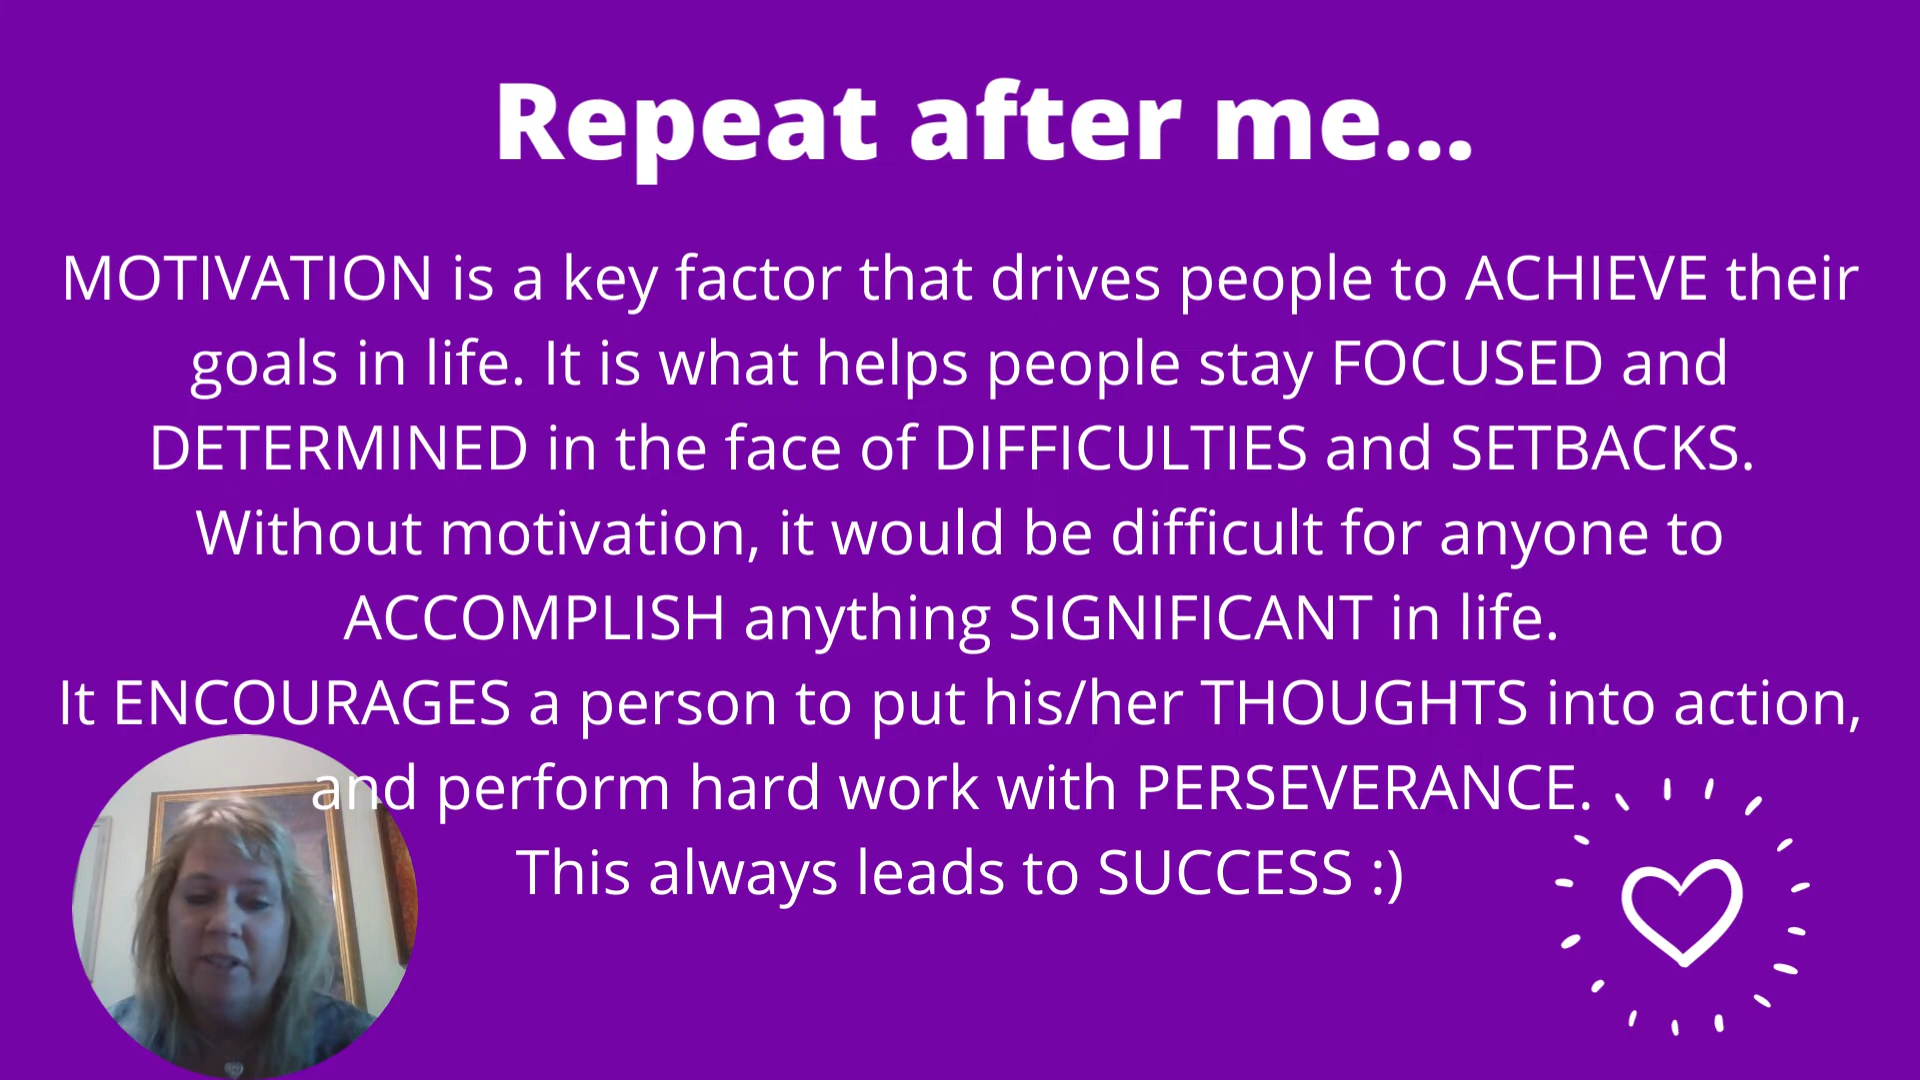 Repeat after me...
MOTIVATION is a key factor that drives people to ACHIEVE their
goals in life. It is what helps people stay FOCUSED and
DETERMINED in the face of DIFFICULTIES and SETBACKS.
Without motivation, it would be difficult for anyone to
ACCOMPLISH anything SIGNIFICANT in life.
It ENCOURAGES a person to put his/her THOUGHTS into action,
and perform hard work with PERSEVERANCE.
This always leads to SUCCESS :)